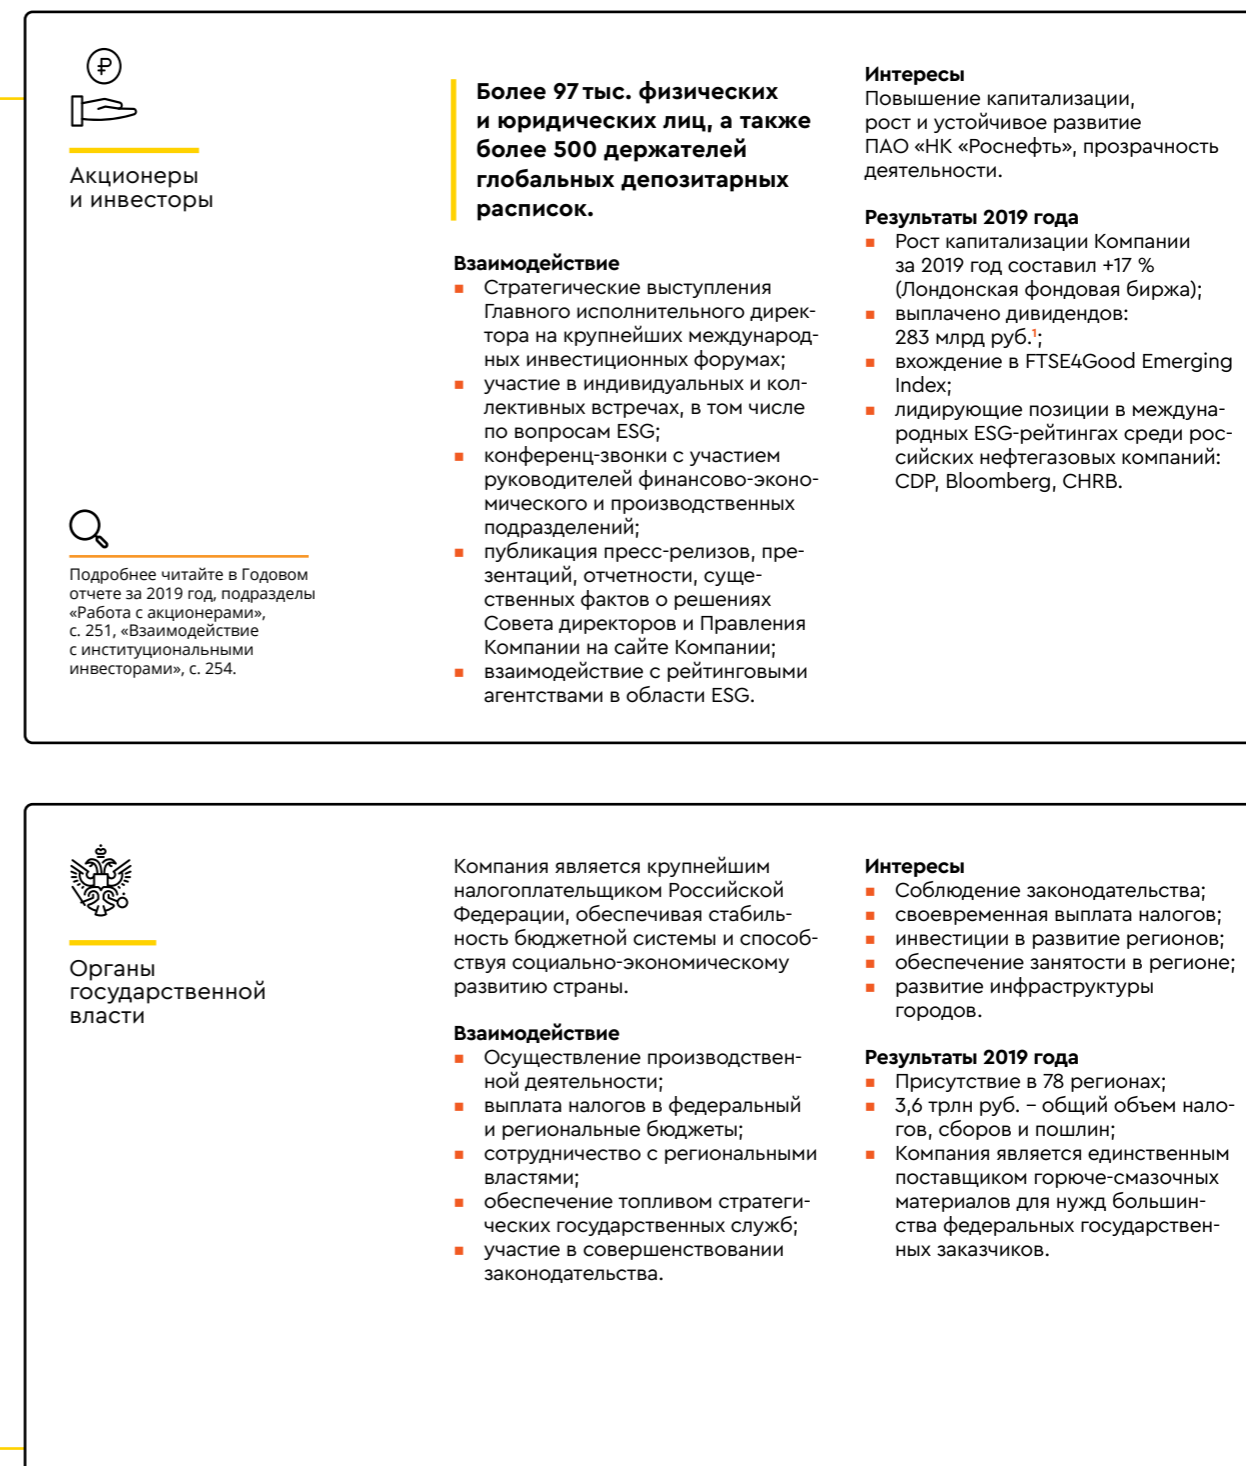 Акционеры
и инвесторы
Подробнее читайте в Годовом
отчете за 2019 год, подразделы
«Работа с акционерами»,
с. 251, «Взаимодействие
с институциональными
инвесторами», с. 254.
Более 97 тыс. физических
и юридических лиц, а также
более 500 держателей
глобальных депозитарных
расписок.
Взаимодействие
Стратегические выступления
Главного исполнительного дирек-
тора на крупнейших международ-
ных инвестиционных форумах;
участие в индивидуальных и кол-
лективных встречах, в том числе
по вопросам ESG;
конференц-звонки с участием
руководителей финансово-эконо-
мического и производственных
подразделений;
публикация пресс-релизов, пре-
зентаций, отчетности, суще-
ственных фактов о решениях
Совета директоров и Правления
Компании на сайте Компании;
взаимодействие с рейтинговыми
агентствами в области ESG.
Интересы
Повышение капитализации,
рост и устойчивое развитие
ПАО «НК «Роснефть», прозрачность
деятельности.
Результаты 2019 года
Рост капитализации Компании
за 2019 год составил +17 %
(Лондонская фондовая биржа);
выплачено дивидендов:
283 млрд руб.¹;
вхождение в FTSE4Good Emerging
Index;
лидирующие позиции в междуна-
родных ESG-рейтингах среди рос-
сийских нефтегазовых компаний:
CDP, Bloomberg, CHRB.
Органы
государственной
власти
Компания является крупнейшим
налогоплательщиком Российской
Федерации, обеспечивая стабиль-
ность бюджетной системы и способ-
ствуя социально-экономическому
развитию страны.
Взаимодействие
Осуществление производствен-
ной деятельности;
выплата налогов в федеральный
и региональные бюджеты;
сотрудничество с региональными
властями;
обеспечение топливом стратеги-
ческих государственных служб;
участие в совершенствовании
законодательства.
Интересы
Соблюдение законодательства;
своевременная выплата налогов;
инвестиции в развитие регионов;
обеспечение занятости в регионе;
развитие инфраструктуры
городов.
Результаты 2019 года
Присутствие в 78 регионах;
3,6 трлн руб. – общий объем нало-
гов, сборов и пошлин;
Компания является единственным
поставщиком горюче-смазочных
материалов для нужд большин-
ства федеральных государствен-
ных заказчиков.